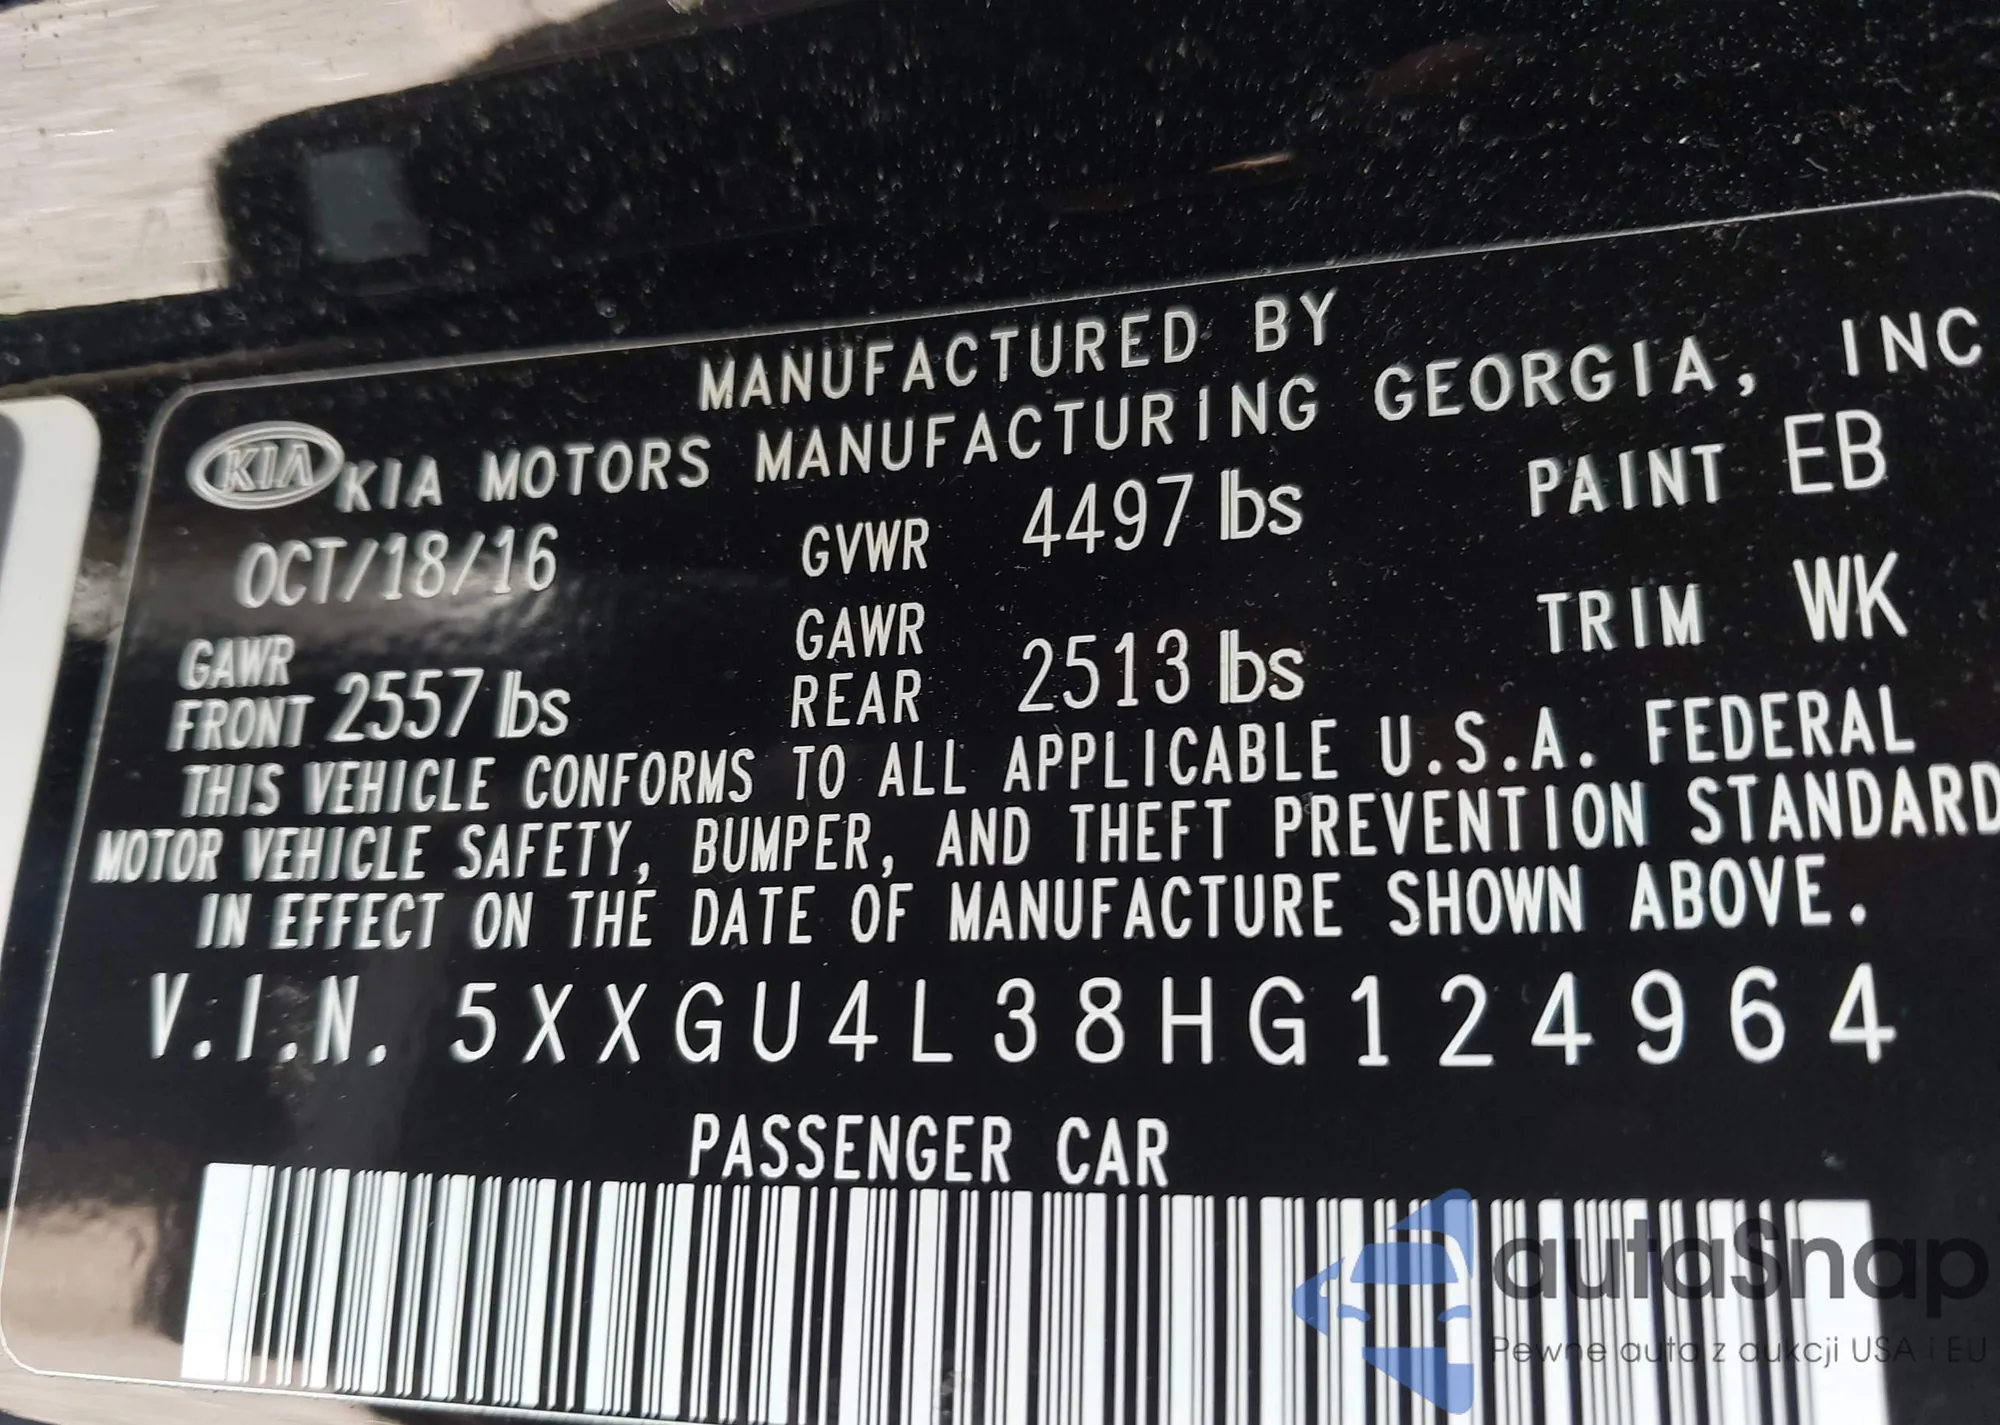 MANUFACTURED BY
KIA KIA MOTORS MANUFACTURING GEORGIA, INC
OCT/18/16 GVWR 4497 lbs PAINT EB
GAWR FRONT 2557 lbs GAWR REAR 2513 lbs TRIM WK
THIS VEHICLE CONFORMS TO ALL APPLICABLE U.S.A. FEDERAL
MOTOR VEHICLE SAFETY, BUMPER, AND THEFT PREVENTION STANDARD
IN EFFECT ON THE DATE OF MANUFACTURE SHOWN ABOVE.
V.I.N. 5XXGU4L38HG124964
PASSENGER CAR
autaSnap
Pewne auta z aukcji USA i EU